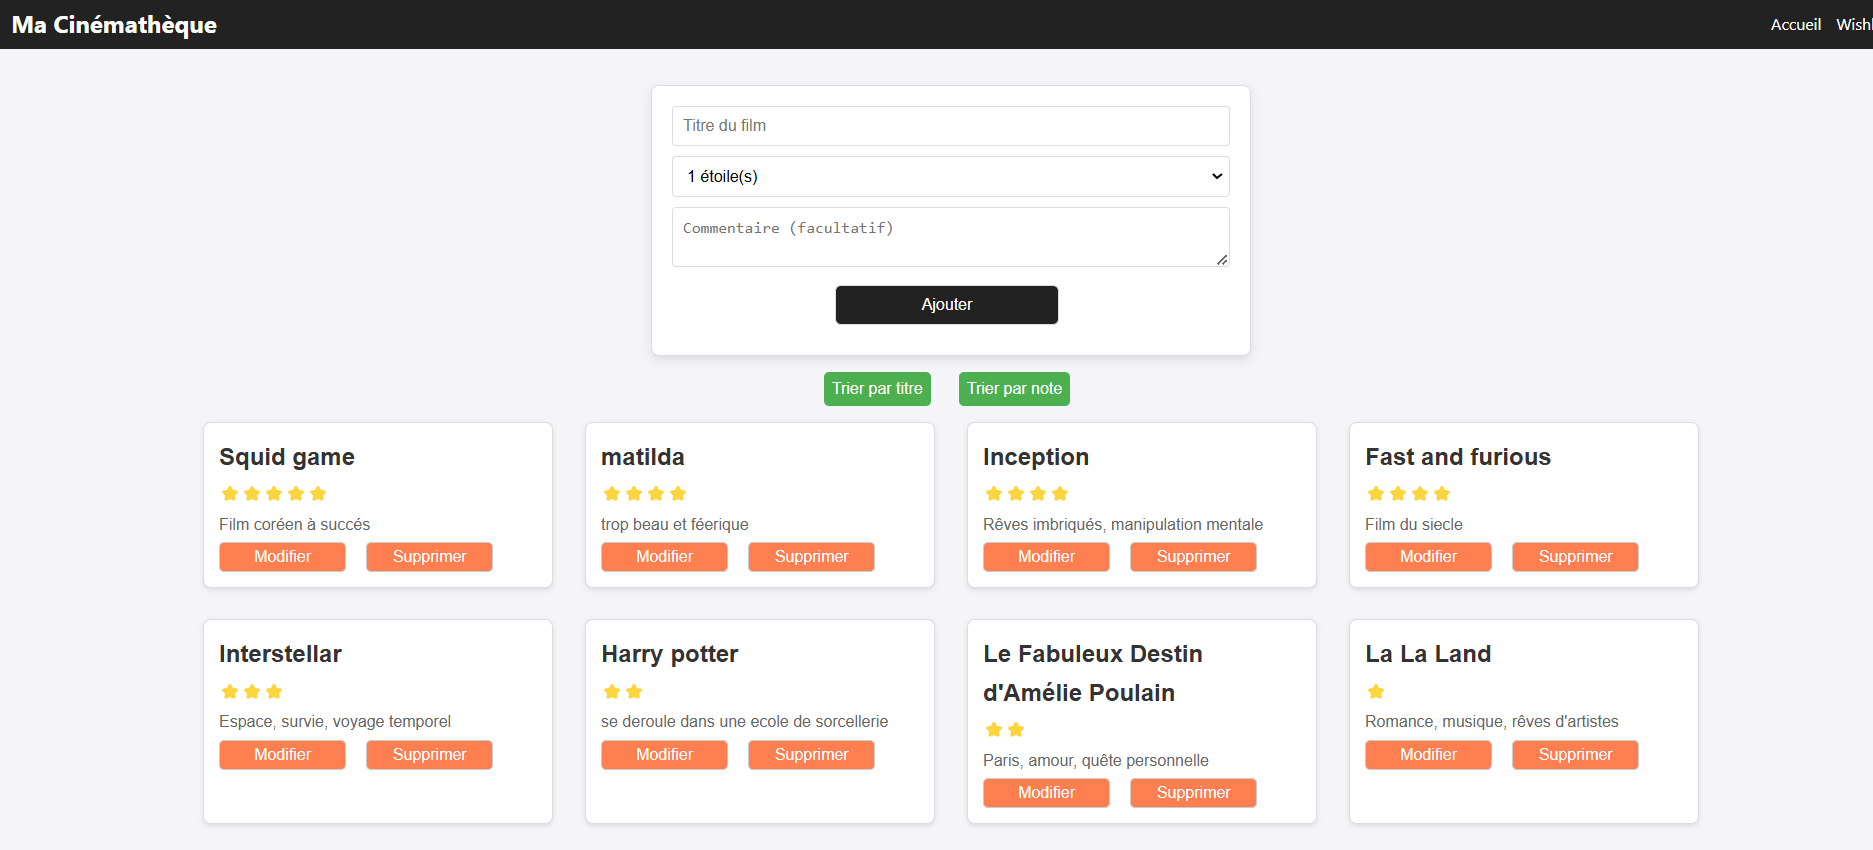 Ma Cinémathèque
Accueil Wishl
Titre du film
1 étoile(s)
Commentaire (facultatif)
Ajouter
Trier par titre Trier par note
Squid game
Film coréen à succés
Modifier Supprimer
matilda
trop beau et féerique
Modifier Supprimer
Inception
Rêves imbriqués, manipulation mentale
Modifier Supprimer
Fast and furious
Film du siecle
Modifier Supprimer
Interstellar
Espace, survie, voyage temporel
Modifier Supprimer
Harry potter
se deroule dans une ecole de sorcellerie
Modifier Supprimer
Le Fabuleux Destin
d'Amélie Poulain
Paris, amour, quête personnelle
Modifier Supprimer
La La Land
Romance, musique, rêves d'artistes
Modifier Supprimer